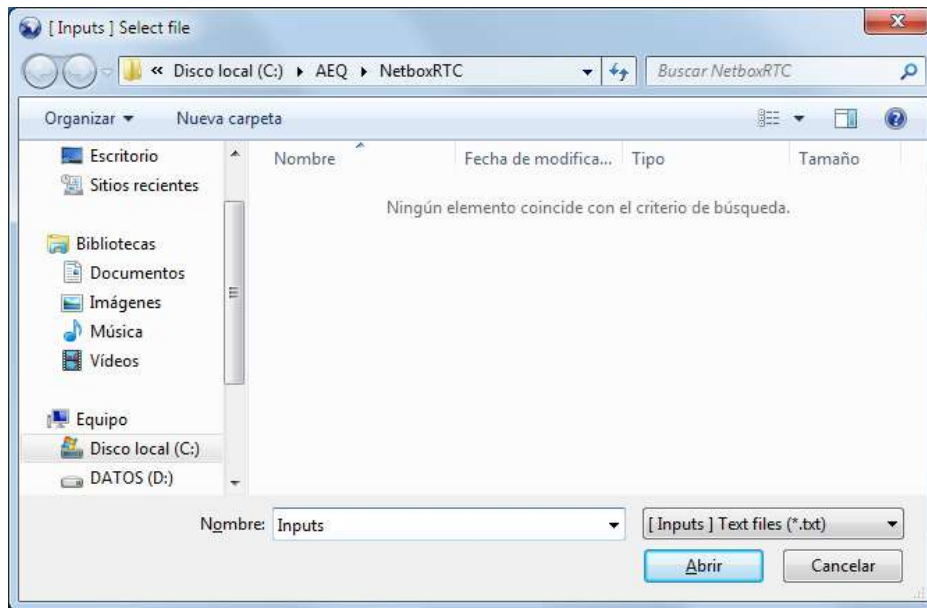 [ Inputs ] Select file
« Disco local (C:) ▸ AEQ ▸ NetboxRTC
Buscar NetboxRTC
Organizar
Nueva carpeta
Escritorio
Sitios recientes
Bibliotecas
Documentos
Imágenes
Música
Vídeos
Equipo
Disco local (C:)
DATOS (D:)
Nombre Fecha de modifica... Tipo Tamaño
Ningún elemento coincide con el criterio de búsqueda.
Nombre: Inputs
[ Inputs ] Text files (*.txt)
Abrir
Cancelar